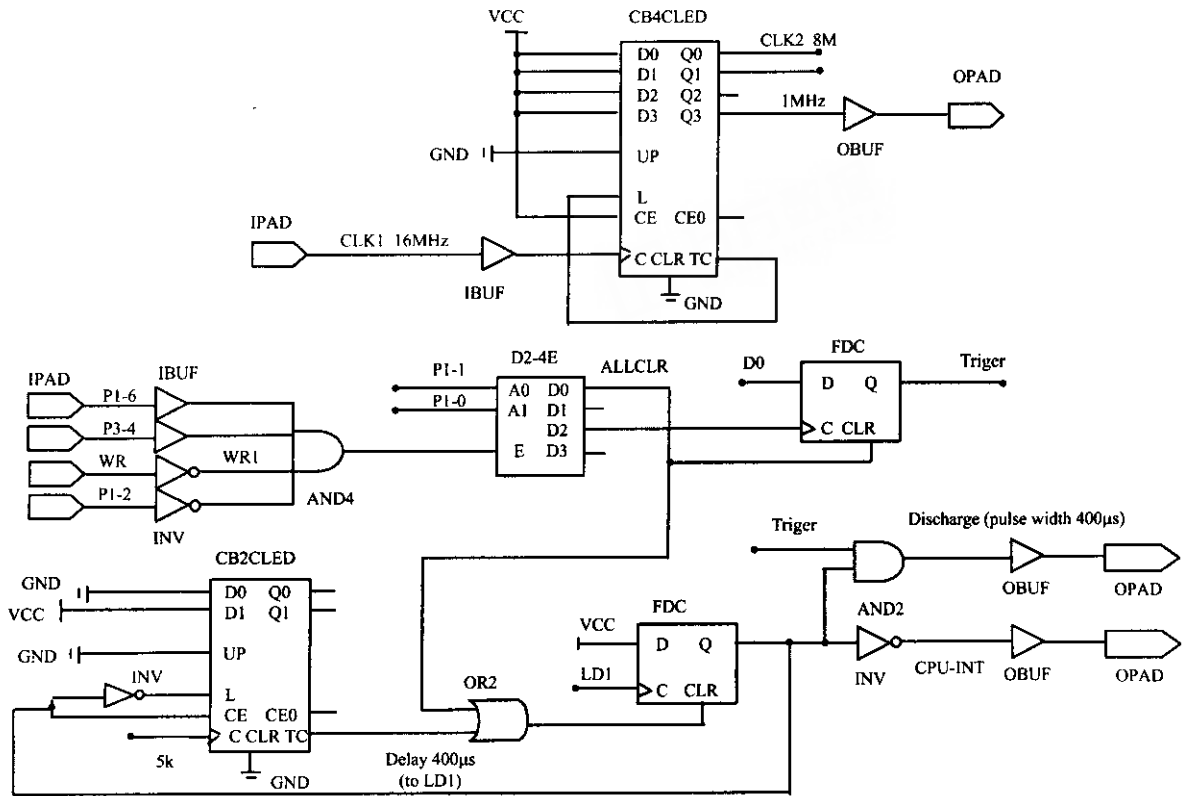 VCC
CB4CLED
D0 Q0
CLK2 8M
D1 Q1
D2 Q2
D3 Q3
1MHz
OPAD
OBUF
GND
UP
L
CE CE0
IPAD
CLK1 16MHz
IBUF
C CLR TC
GND
D2-4E
ALLCLR
FDC
IPAD
IBUF
P1-1
A0 D0
D0
D Q
Triger
P1-6
P1-0
A1 D1
P3-4
D2
C CLR
WR
WR1
E D3
P1-2
AND4
INV
Triger
Discharge (pulse width 400μs)
CB2CLED
GND
D0 Q0
OBUF
OPAD
VCC
D1 Q1
FDC
AND2
VCC
GND
UP
D Q
INV
OR2
LD1
INV
CPU-INT
OBUF
OPAD
L
C CLR
CE CE0
C CLR TC
5k
GND
Delay 400μs
(to LD1)